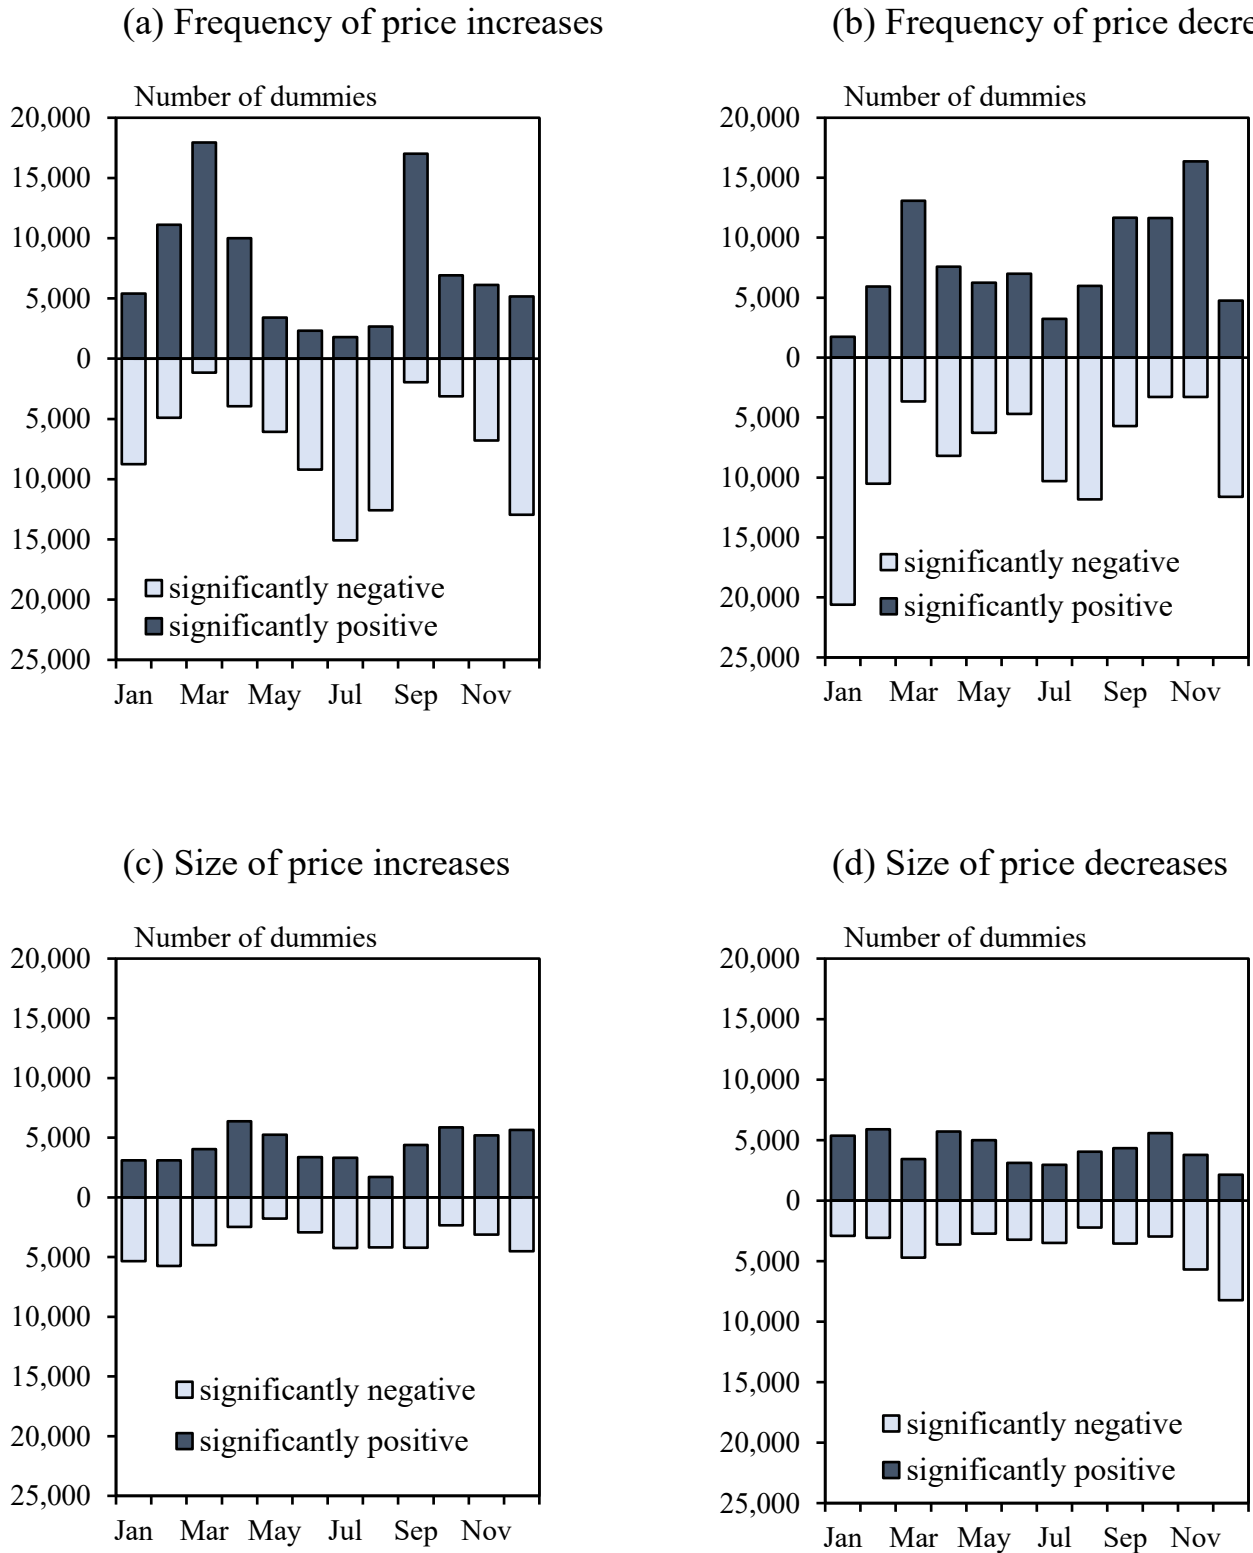 (a) Frequency of price increases
Number of dummies
20,000
15,000
10,000
5,000
0
5,000
10,000
15,000
20,000
25,000
significantly negative
significantly positive
Jan Mar May Jul Sep Nov
(b) Frequency of price decre
Number of dummies
20,000
15,000
10,000
5,000
0
5,000
10,000
15,000
20,000
25,000
significantly negative
significantly positive
Jan Mar May Jul Sep Nov
(c) Size of price increases
Number of dummies
20,000
15,000
10,000
5,000
0
5,000
10,000
15,000
20,000
25,000
significantly negative
significantly positive
Jan Mar May Jul Sep Nov
(d) Size of price decreases
Number of dummies
20,000
15,000
10,000
5,000
0
5,000
10,000
15,000
20,000
25,000
significantly negative
significantly positive
Jan Mar May Jul Sep Nov